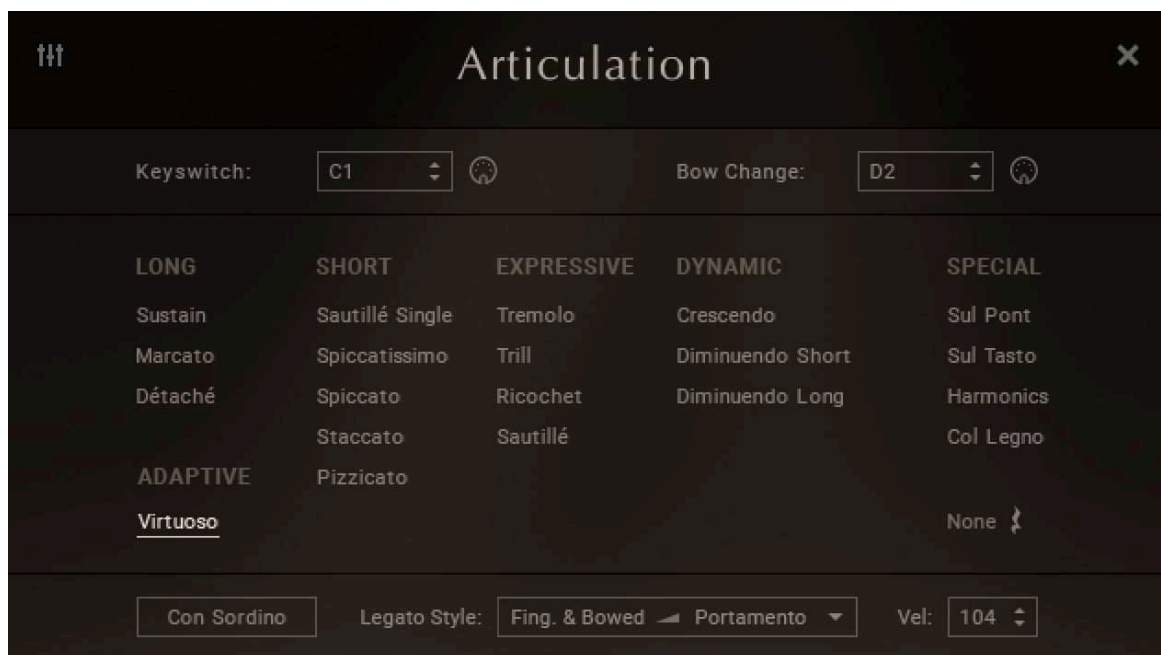 Articulation
Keyswitch: C1 Bow Change: D2
LONG SHORT EXPRESSIVE DYNAMIC SPECIAL
Sustain Sautillé Single Tremolo Crescendo Sul Pont
Marcato Spiccatissimo Trill Diminuendo Short Sul Tasto
Détaché Spiccato Ricochet Diminuendo Long Harmonics
Staccato Sautillé Col Legno
ADAPTIVE Pizzicato
Virtuoso None
Con Sordino Legato Style: Fing. & Bowed Portamento Vel: 104